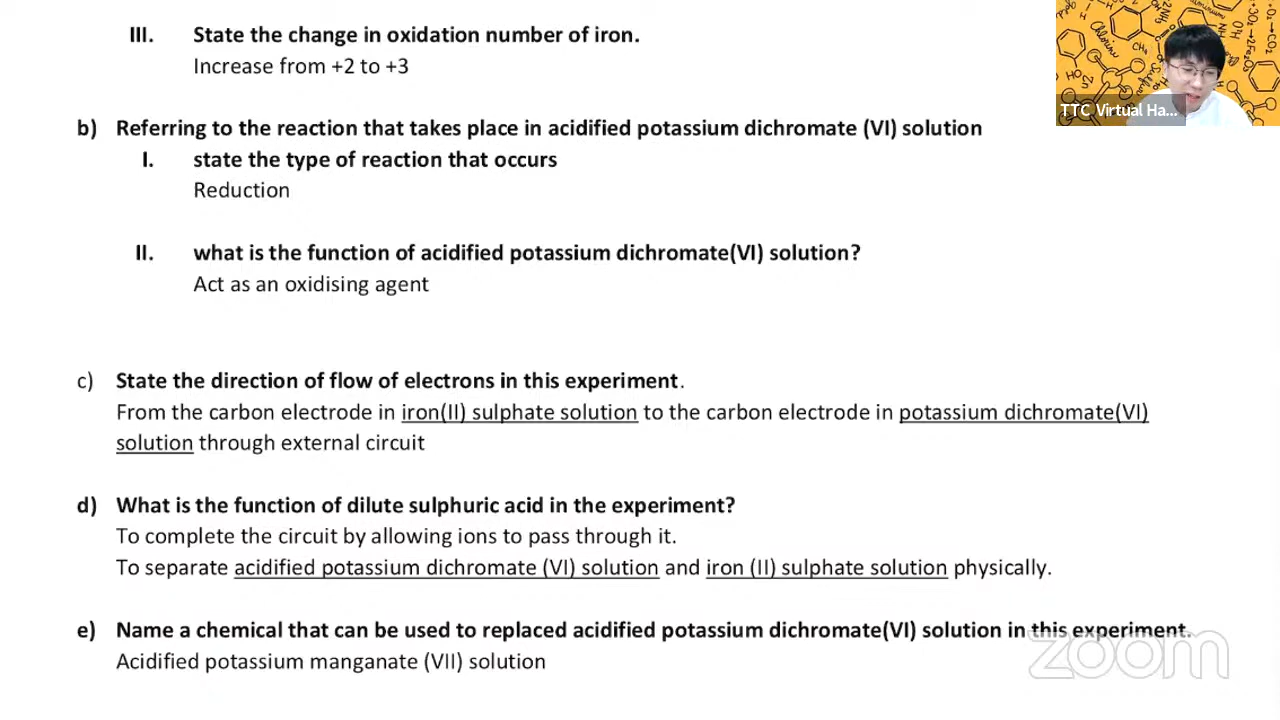 III. State the change in oxidation number of iron.
Increase from +2 to +3
b) Referring to the reaction that takes place in acidified potassium dichromate (VI) solution
I. state the type of reaction that occurs
Reduction
II. what is the function of acidified potassium dichromate(VI) solution?
Act as an oxidising agent
c) State the direction of flow of electrons in this experiment.
From the carbon electrode in iron(II) sulphate solution to the carbon electrode in potassium dichromate(VI)
solution through external circuit
d) What is the function of dilute sulphuric acid in the experiment?
To complete the circuit by allowing ions to pass through it.
To separate acidified potassium dichromate (VI) solution and iron (II) sulphate solution physically.
e) Name a chemical that can be used to replaced acidified potassium dichromate(VI) solution in this experiment.
Acidified potassium manganate (VII) solution
TTC Virtual Ha...
zoom